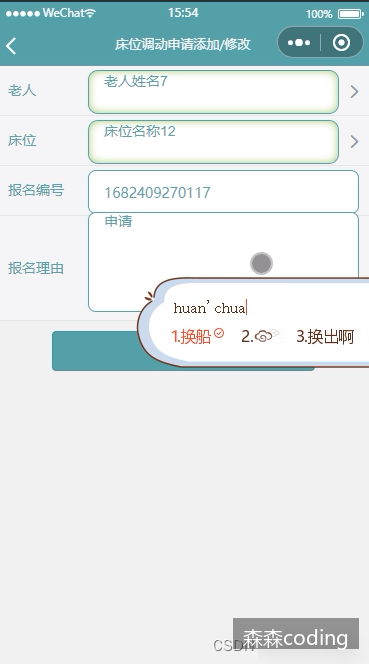 WeChat 15:54 100%
床位调动申请添加/修改
老人 老人姓名7
床位 床位名称12
报名编号 1682409270117
申请
报名理由
huan'chua
1.换船 2. 3.换出啊
森森coding